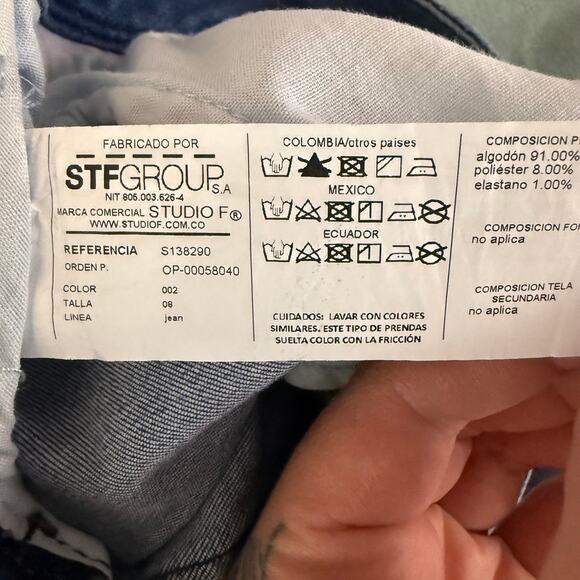 FABRICADO POR
STFGROUP S.A
NIT 805.003.626-4
MARCA COMERCIAL STUDIO F®
WWW.STUDIOF.COM.CO
REFERENCIA S138290
ORDEN P. OP-00058040
COLOR 002
TALLA 08
LINEA jean
COLOMBIA/otros paises
MEXICO
ECUADOR
CUIDADOS: LAVAR CON COLORES
SIMILARES. ESTE TIPO DE PRENDAS
SUELTA COLOR CON LA FRICCIÓN
COMPOSICION
algodón 91.00%
poliéster 8.00%
elastano 1.00%
COMPOSICION
no aplica
COMPOSICION TELA
SECUNDARIA
no aplica